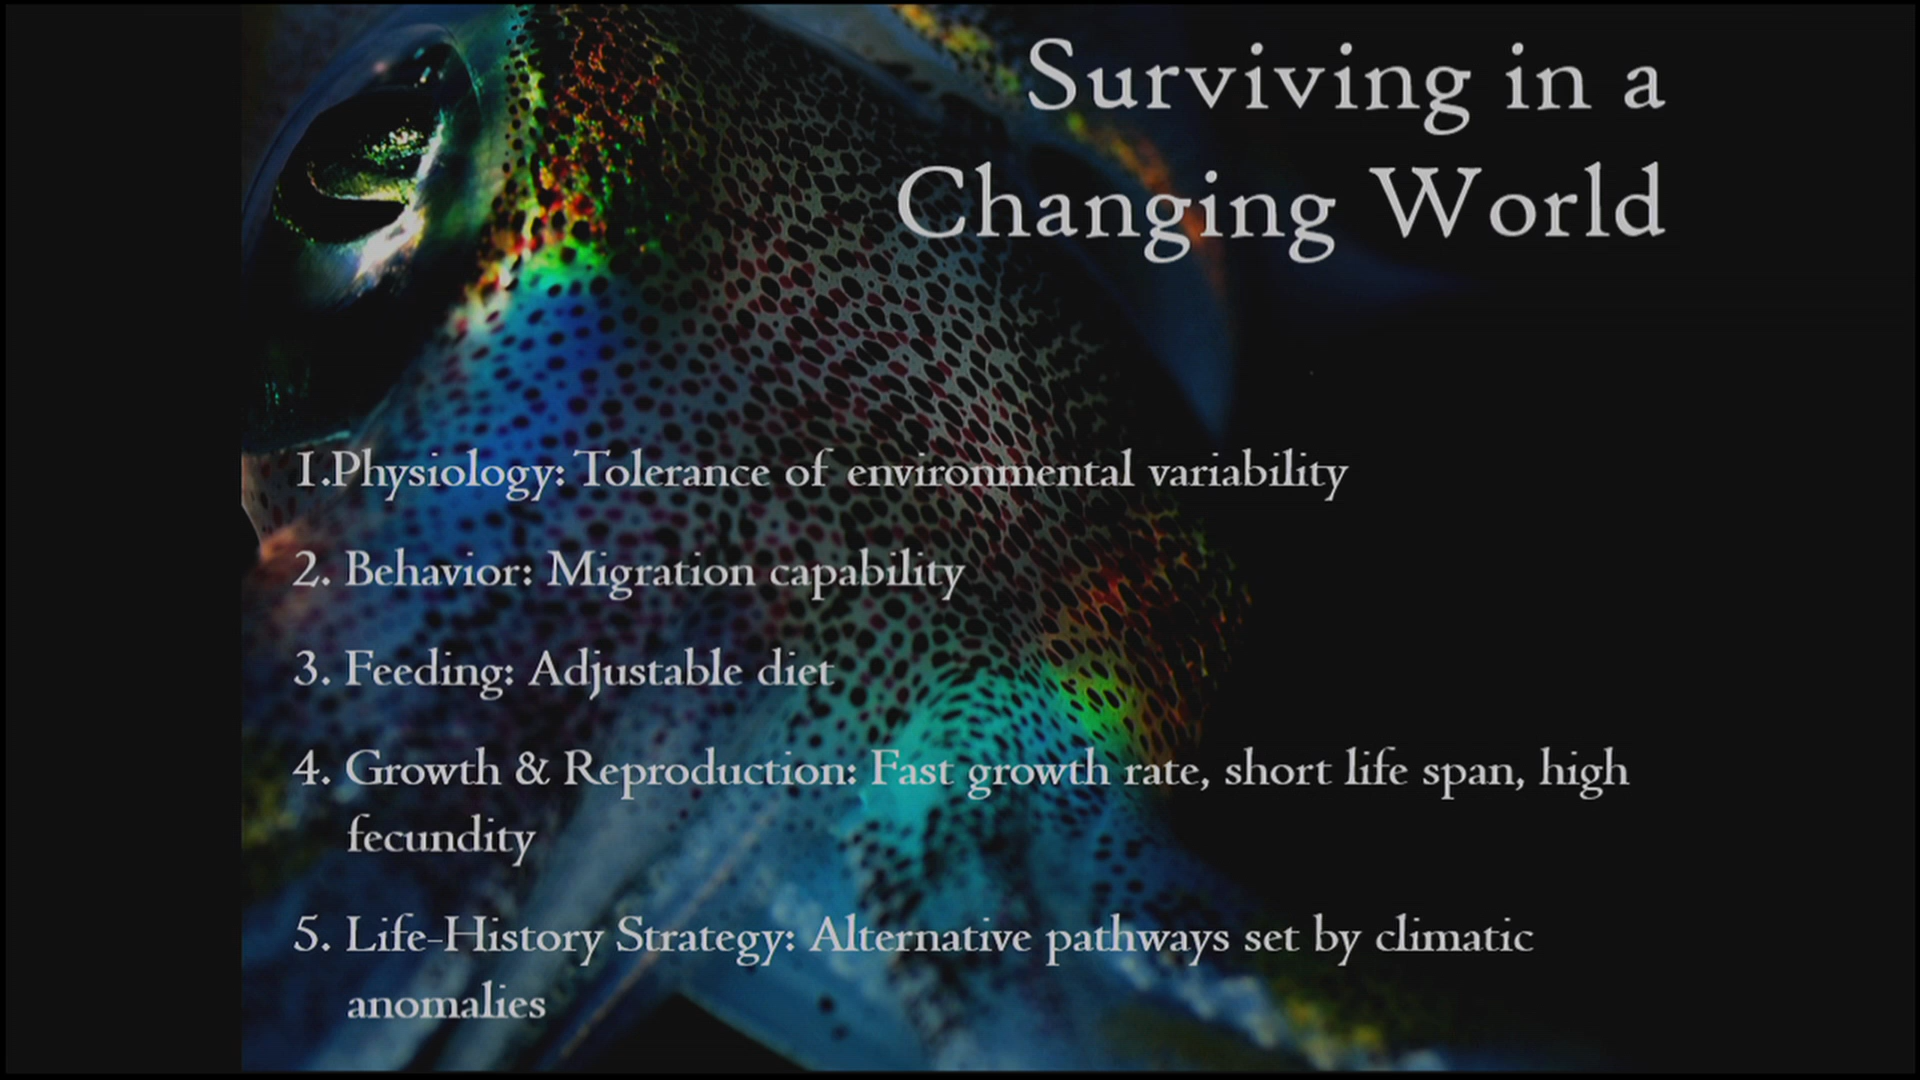 Surviving in a
Changing World
1.Physiology: Tolerance of environmental variability
2. Behavior: Migration capability
3. Feeding: Adjustable diet
4. Growth & Reproduction: Fast growth rate, short life span, high
fecundity
5. Life-History Strategy: Alternative pathways set by climatic
anomalies